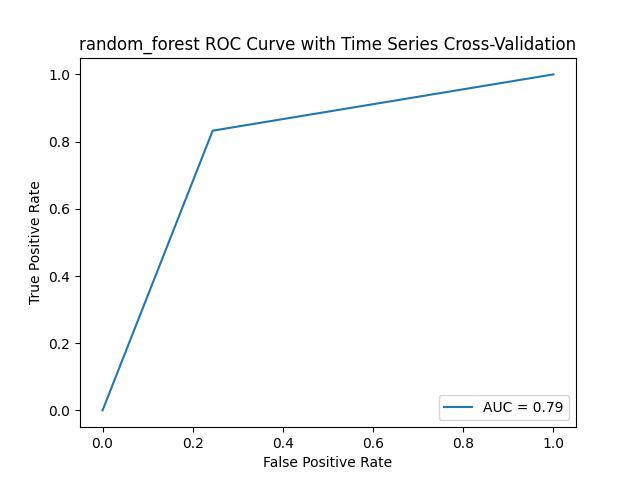 random_forest ROC Curve with Time Series Cross-Validation
1.0
0.8
0.6
0.4
0.2
0.0
True Positive Rate
0.0 0.2 0.4 0.6 0.8 1.0
False Positive Rate
AUC = 0.79